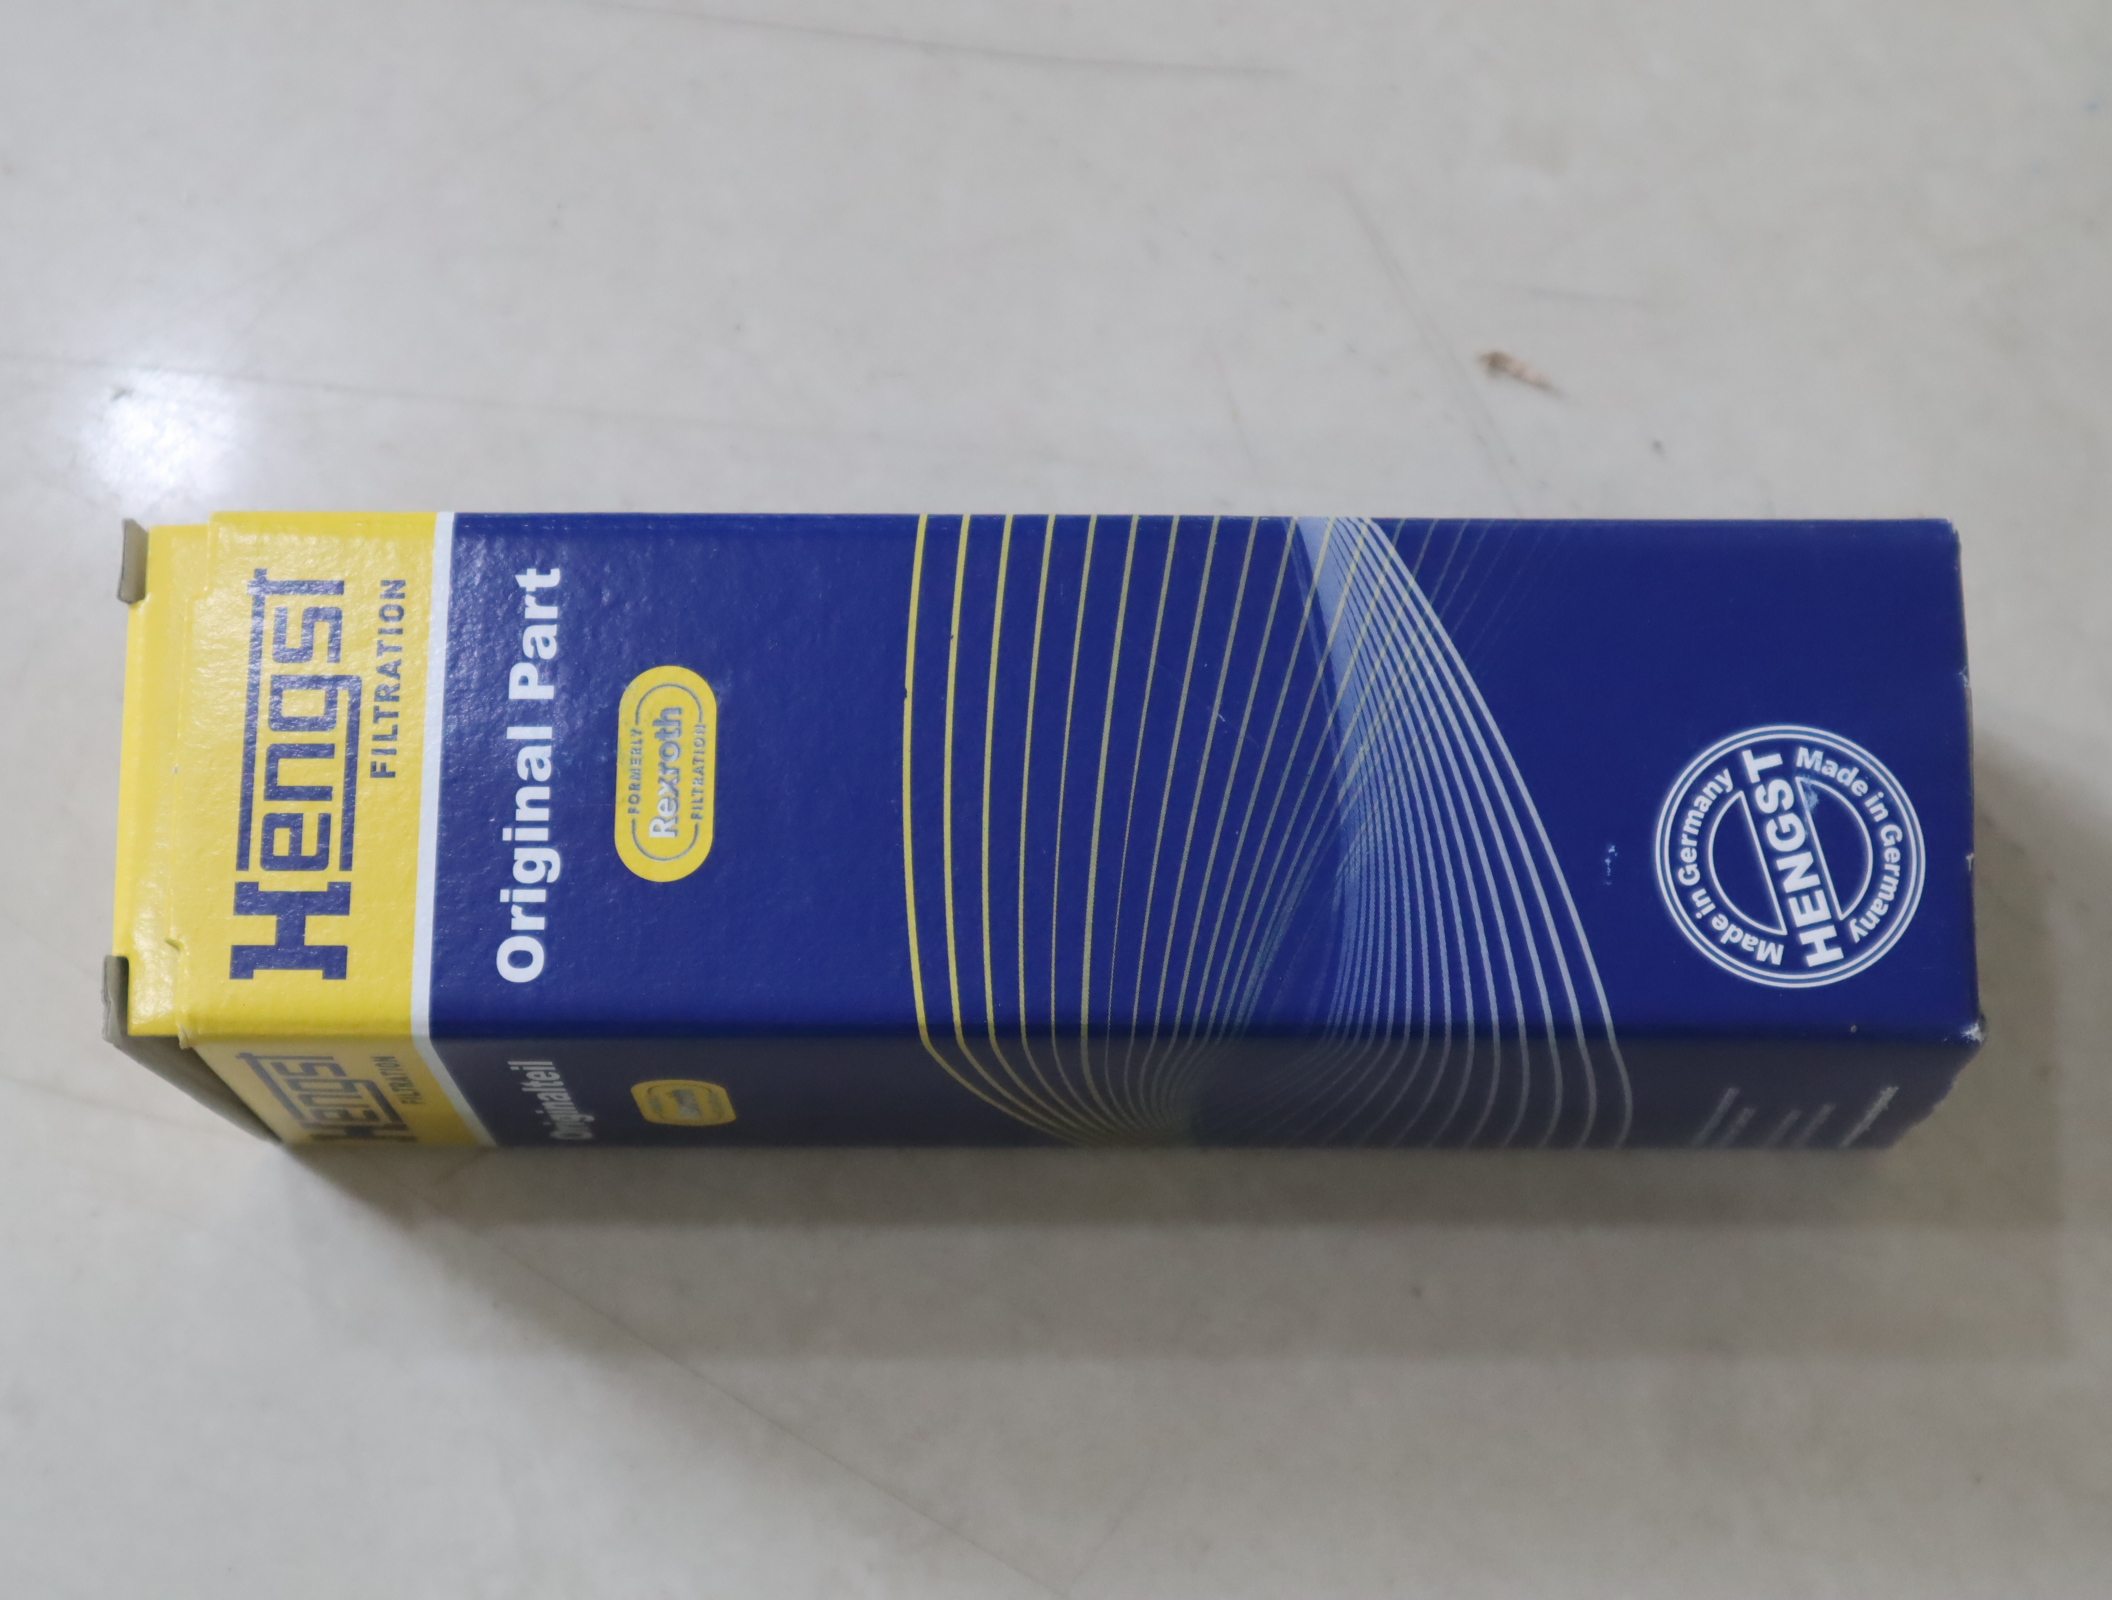 Hengst
FILTRATION
Original Part
FORMERLY
Rexroth
FILTRATION
Made in Germany
HENGST
Made in Germany
Hengst
FILTRATION
Originalteil